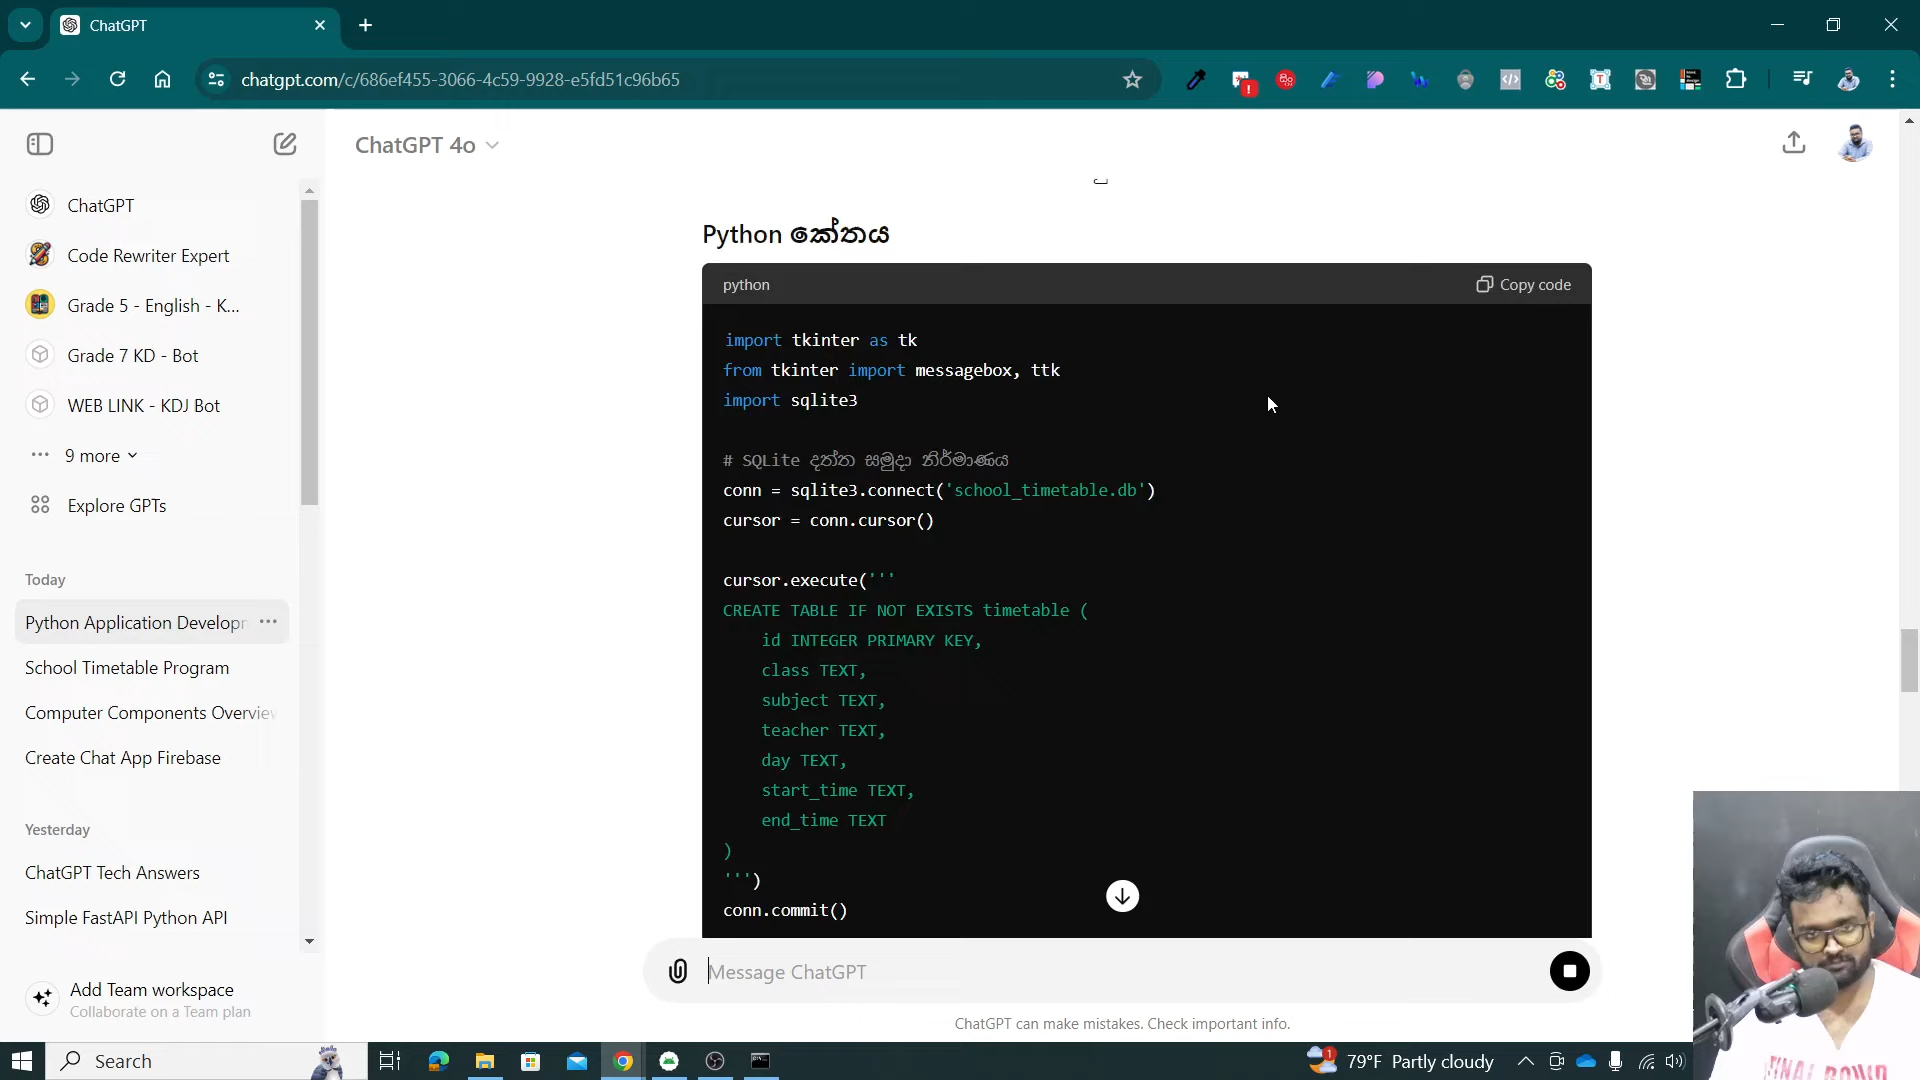 ChatGPT
chatgpt.com/c/686ef455-3066-4c59-9928-e5fd51c96b65
ChatGPT 4o
ChatGPT
Code Rewriter Expert
Grade 5 - English - K...
Grade 7 KD - Bot
WEB LINK - KDJ Bot
9 more
Explore GPTs
Today
Python Application Developm
School Timetable Program
Computer Components Overview
Create Chat App Firebase
Yesterday
ChatGPT Tech Answers
Simple FastAPI Python API
Add Team workspace
Collaborate on a Team plan
Python කේතය
python
Copy code
import tkinter as tk
from tkinter import messagebox, ttk
import sqlite3
# SQLite දත්ත සමුදා නිර්මාණය
conn = sqlite3.connect('school_timetable.db')
cursor = conn.cursor()
cursor.execute('''
CREATE TABLE IF NOT EXISTS timetable (
id INTEGER PRIMARY KEY,
class TEXT,
subject TEXT,
teacher TEXT,
day TEXT,
start_time TEXT,
end_time TEXT
)
''')
conn.commit()
Message ChatGPT
ChatGPT can make mistakes. Check important info.
Search
79°F Partly cloudy